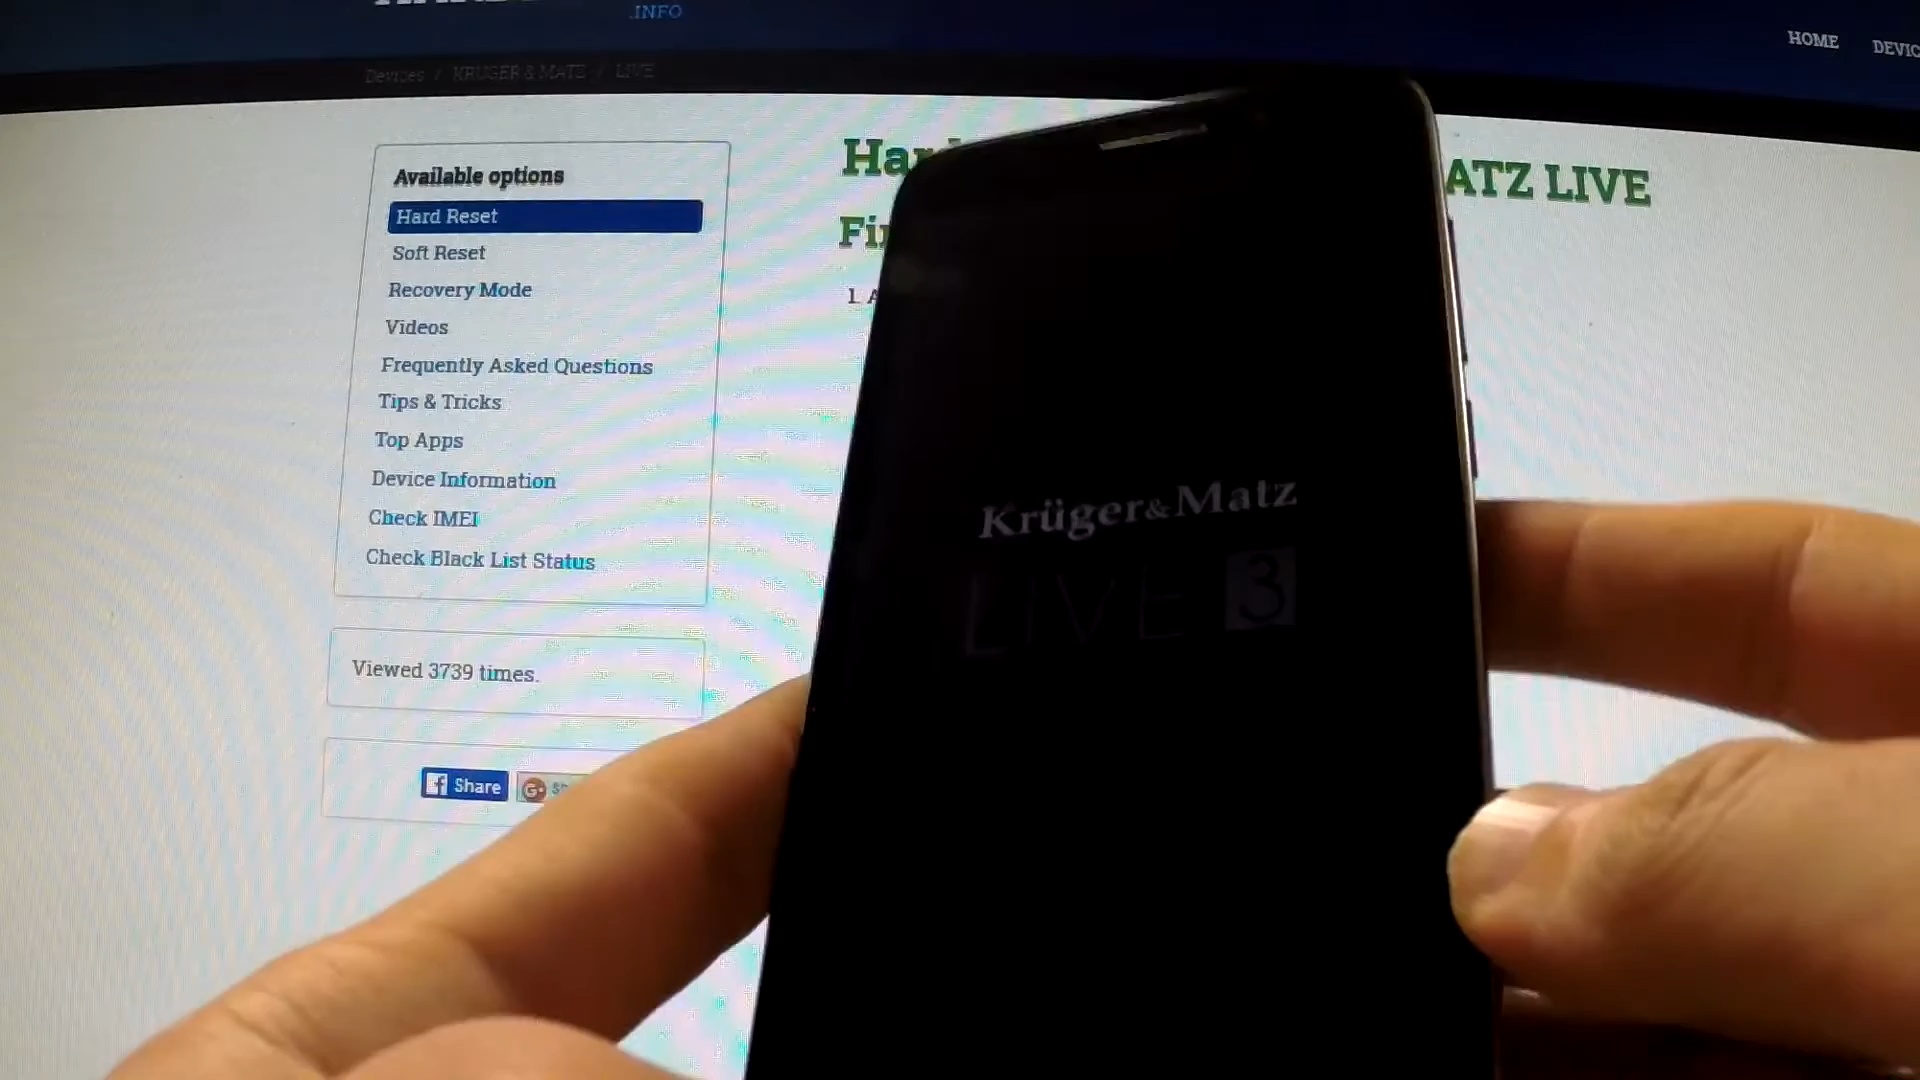 .INFO
HOME
Devices / KRUGER & MATZ / LIVE
Available options
Hard Reset
Soft Reset
Recovery Mode
Videos
Frequently Asked Questions
Tips & Tricks
Top Apps
Device Information
Check IMEI
Check Black List Status
Viewed 3739 times.
Share
ATZ LIVE
1.
Krüger&Matz
LIVE 3